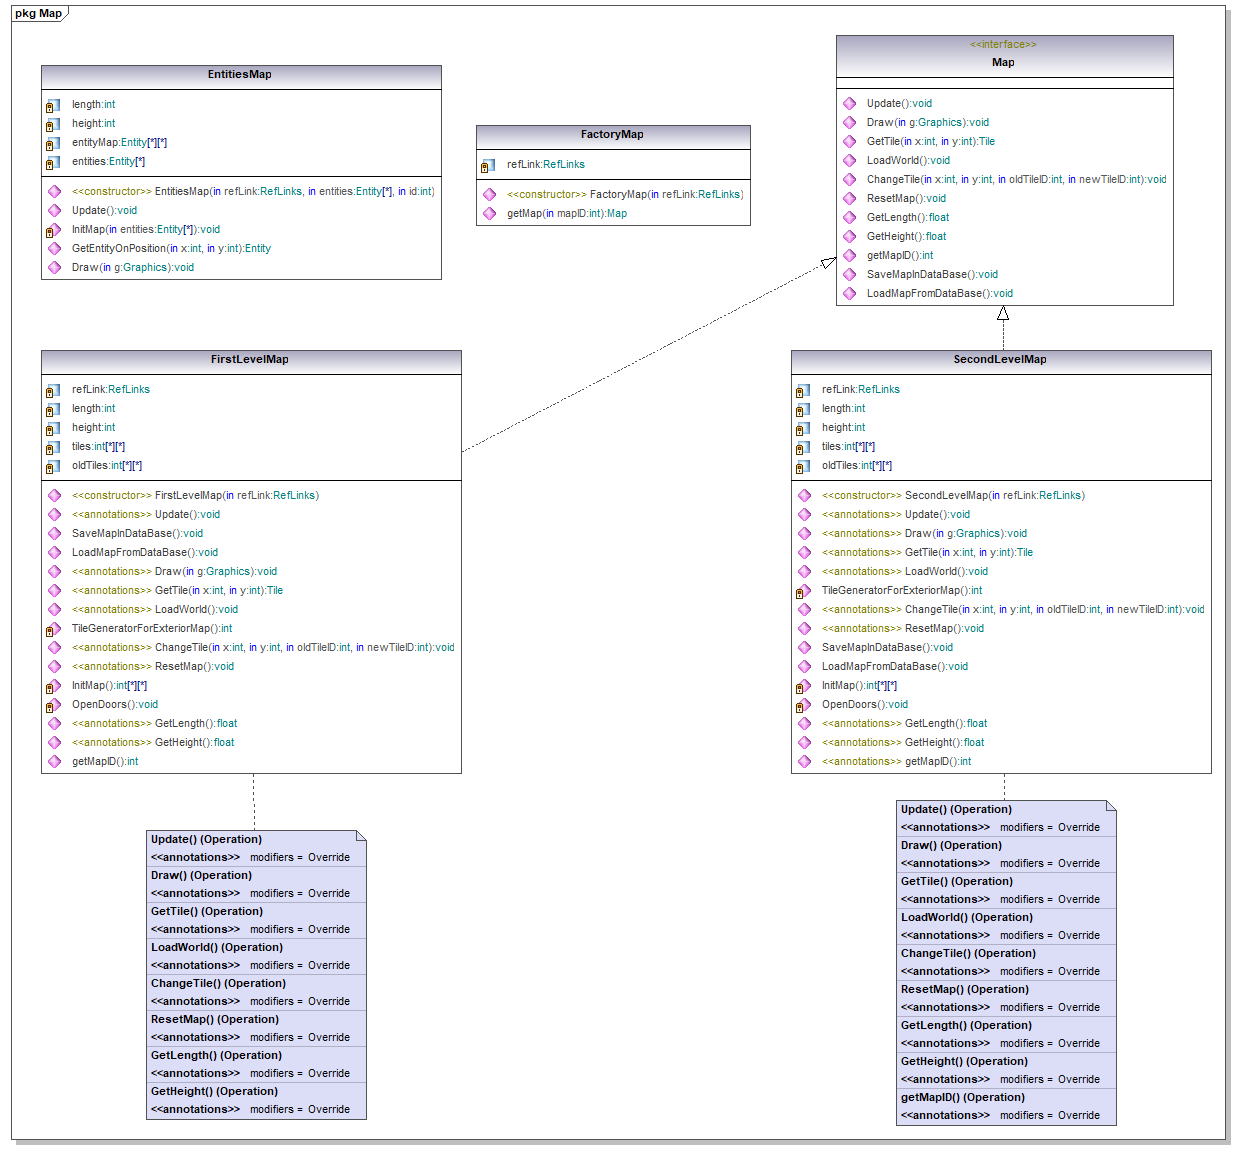 pkg Map
EntitiesMap
length:int
height:int
entityMap:Entity[*][*]
entities:Entity[*]
<<constructor>> EntitiesMap(in refLink:RefLinks, in entities:Entity[*], in id:int)
Update():void
InitMap(in entities:Entity[*]):void
GetEntityOnPosition(in x:int, in y:int):Entity
Draw(in g:Graphics):void
FactoryMap
refLink:RefLinks
<<constructor>> FactoryMap(in refLink:RefLinks)
getMap(in mapID:int):Map
<<interface>>
Map
Update():void
Draw(in g:Graphics):void
GetTile(in x:int, in y:int):Tile
LoadWorld():void
ChangeTile(in x:int, in y:int, in oldTileID:int, in newTileID:int):void
ResetMap():void
GetLength():float
GetHeight():float
getMapID():int
SaveMapInDataBase():void
LoadMapFromDataBase():void
FirstLevelMap
refLink:RefLinks
length:int
height:int
tiles:int[*][*]
oldTiles:int[*][*]
<<constructor>> FirstLevelMap(in refLink:RefLinks)
<<annotations>> Update():void
SaveMapInDataBase():void
LoadMapFromDataBase():void
<<annotations>> Draw(in g:Graphics):void
<<annotations>> GetTile(in x:int, in y:int):Tile
<<annotations>> LoadWorld():void
TileGeneratorForExteriorMap():int
<<annotations>> ChangeTile(in x:int, in y:int, in oldTileID:int, in newTileID:int):void
<<annotations>> ResetMap():void
InitMap():int[*][*]
OpenDoors():void
<<annotations>> GetLength():float
<<annotations>> GetHeight():float
getMapID():int
SecondLevelMap
refLink:RefLinks
length:int
height:int
tiles:int[*][*]
oldTiles:int[*][*]
<<constructor>> SecondLevelMap(in refLink:RefLinks)
<<annotations>> Update():void
<<annotations>> Draw(in g:Graphics):void
<<annotations>> GetTile(in x:int, in y:int):Tile
<<annotations>> LoadWorld():void
TileGeneratorForExteriorMap():int
<<annotations>> ChangeTile(in x:int, in y:int, in oldTileID:int, in newTileID:int):void
<<annotations>> ResetMap():void
SaveMapInDataBase():void
LoadMapFromDataBase():void
InitMap():int[*][*]
OpenDoors():void
<<annotations>> GetLength():float
<<annotations>> GetHeight():float
<<annotations>> getMapID():int
Update() (Operation)
<<annotations>> modifiers = Override
Draw() (Operation)
<<annotations>> modifiers = Override
GetTile() (Operation)
<<annotations>> modifiers = Override
LoadWorld() (Operation)
<<annotations>> modifiers = Override
ChangeTile() (Operation)
<<annotations>> modifiers = Override
ResetMap() (Operation)
<<annotations>> modifiers = Override
GetLength() (Operation)
<<annotations>> modifiers = Override
GetHeight() (Operation)
<<annotations>> modifiers = Override
Update() (Operation)
<<annotations>> modifiers = Override
Draw() (Operation)
<<annotations>> modifiers = Override
GetTile() (Operation)
<<annotations>> modifiers = Override
LoadWorld() (Operation)
<<annotations>> modifiers = Override
ChangeTile() (Operation)
<<annotations>> modifiers = Override
ResetMap() (Operation)
<<annotations>> modifiers = Override
GetLength() (Operation)
<<annotations>> modifiers = Override
GetHeight() (Operation)
<<annotations>> modifiers = Override
getMapID() (Operation)
<<annotations>> modifiers = Override